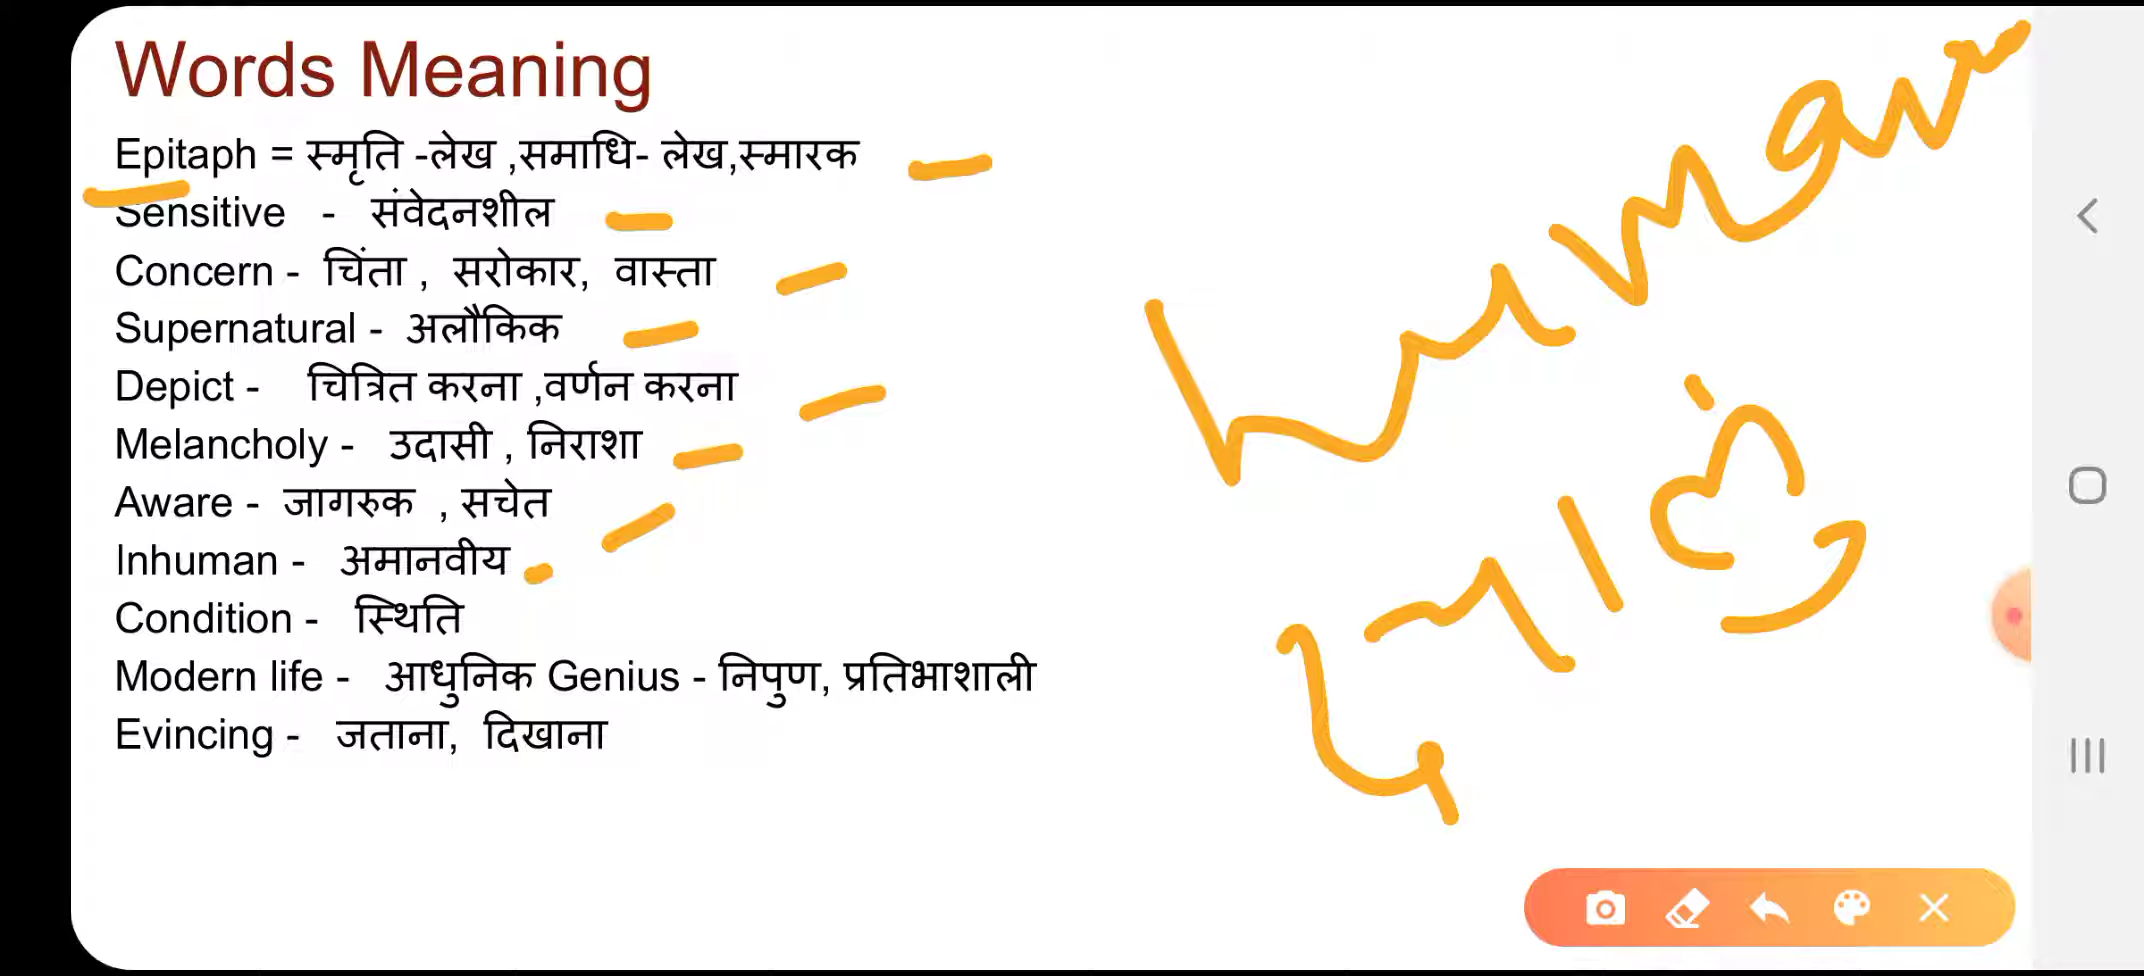 Words Meaning
Epitaph = स्मृति -लेख ,समाधि- लेख,स्मारक
Sensitive - संवेदनशील
Concern - चिंता , सरोकार, वास्ता
Supernatural - अलौकिक
Depict - चित्रित करना ,वर्णन करना
Melancholy - उदासी , निराशा
Aware - जागरुक , सचेत
Inhuman - अमानवीय
Condition - स्थिति
Modern life - आधुनिक Genius - निपुण, प्रतिभाशाली
Evincing - जताना, दिखाना
human